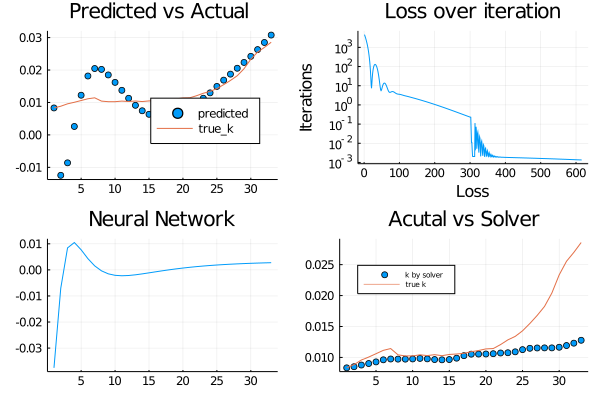 Predicted vs Actual
0.03
0.02
0.01
0.00
-0.01
predicted
true_k
5 10 15 20 25 30
Loss over iteration
Iterations
10^3
10^2
10^1
10^0
10^-1
10^-2
10^-3
0 100 200 300 400 500 600
Loss
Neural Network
0.01
0.00
-0.01
-0.02
-0.03
5 10 15 20 25 30
Acutal vs Solver
0.025
0.020
0.015
0.010
k by solver
true k
5 10 15 20 25 30